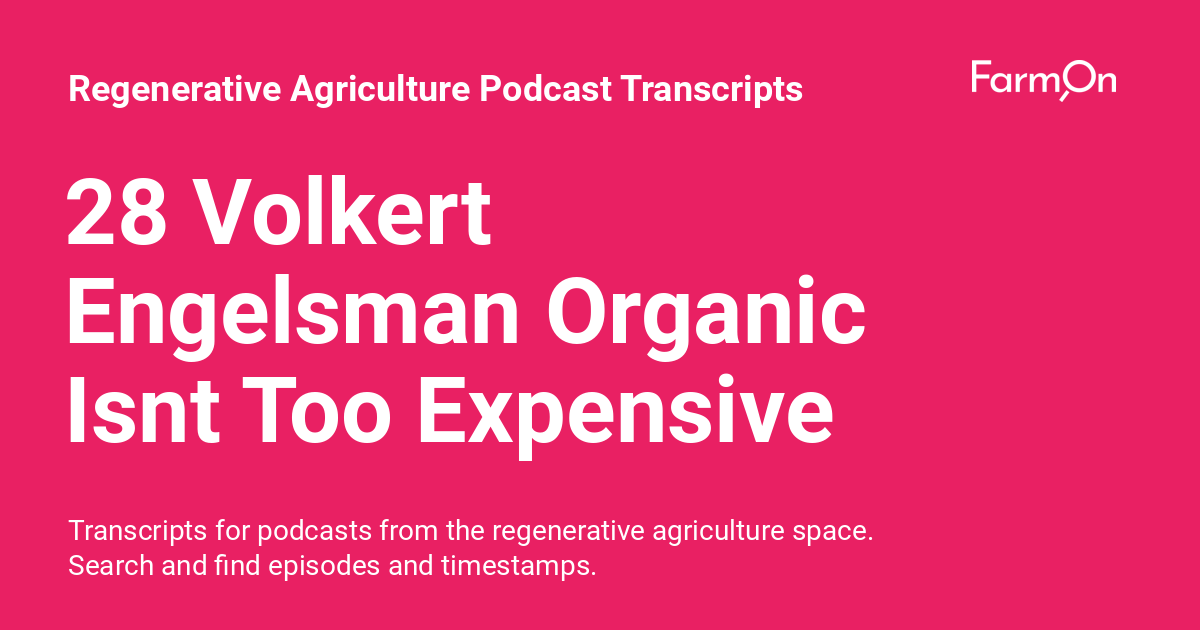 Regenerative Agriculture Podcast Transcripts
FarmOn
28 Volkert
Engelsman Organic
Isnt Too Expensive
Transcripts for podcasts from the regenerative agriculture space.
Search and find episodes and timestamps.